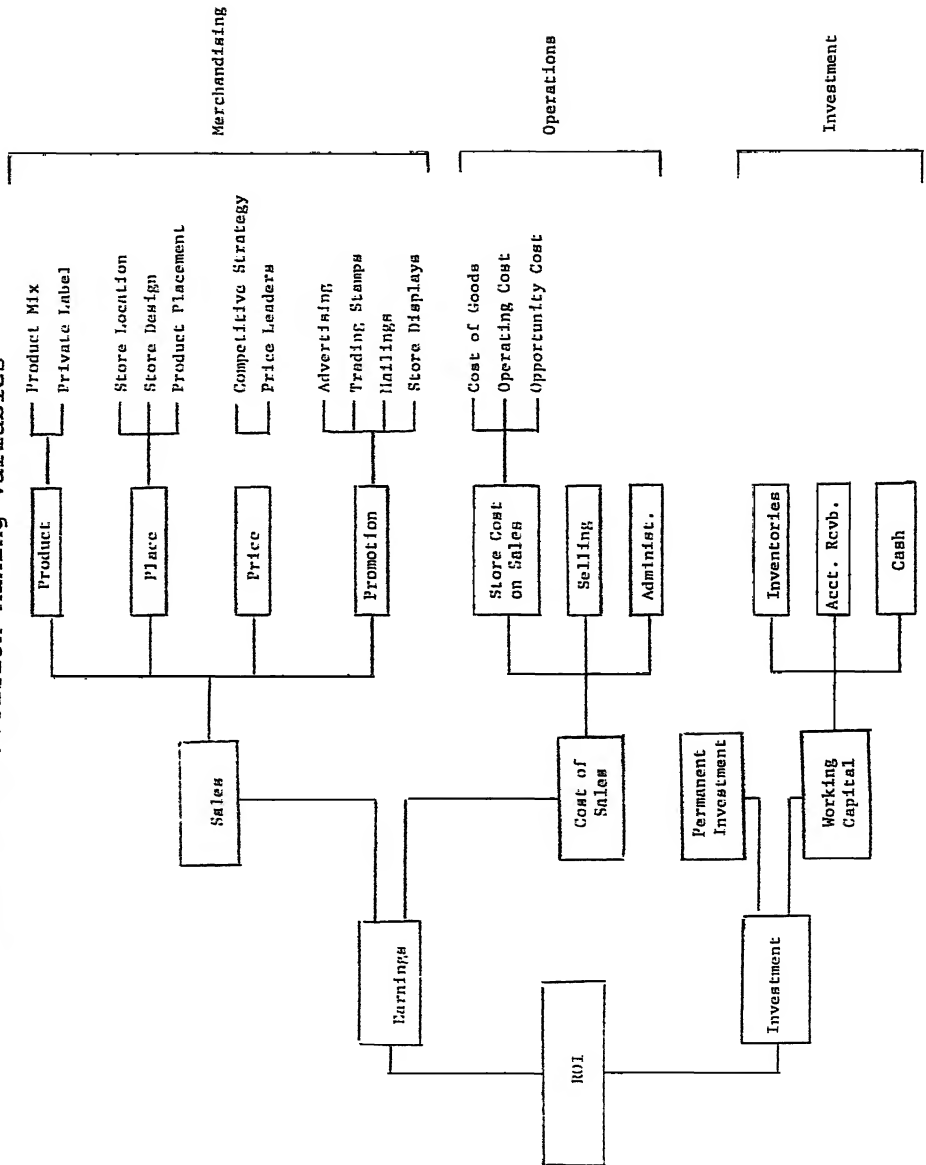 Making Variables
Product Mix
Private Label
Store Location
Store Design
Product Placement
Competitive Strategy
Price Leaders
Advertising
Trading Stamps
Mailings
Store Displays
Merchandising
Cost of Goods
Operating Cost
Opportunity Cost
Operations
Investment
Product
Place
Price
Promotion
Store Cost
on Sales
Selling
Administ.
Inventories
Acct. Rcvb.
Cash
Sales
Cost of
Sales
Permanent
Investment
Working
Capital
Earnings
Investment
ROI